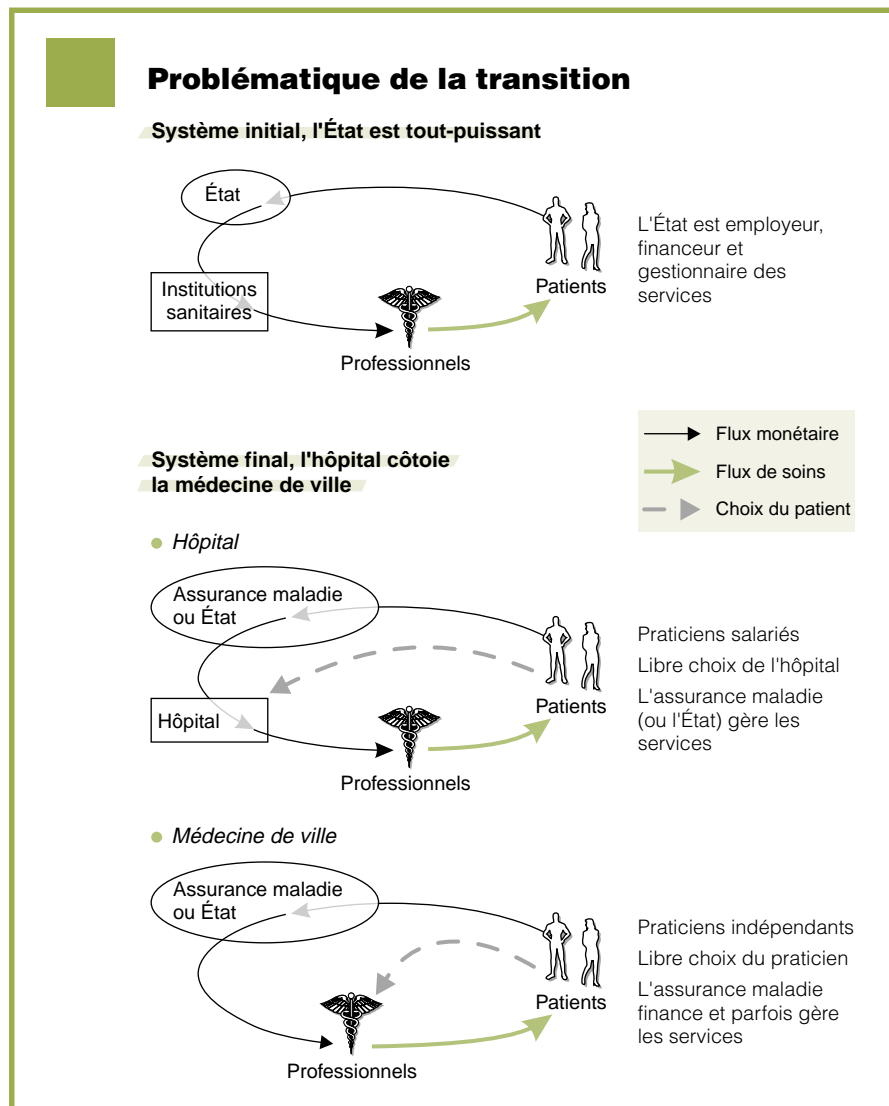 Problématique de la transition
Système initial, l'État est tout-puissant
État
Institutions
sanitaires
Professionnels
Patients
L'État est employeur,
financeur et
gestionnaire des
services
Flux monétaire
Flux de soins
Choix du patient
Système final, l'hôpital côtoie
la médecine de ville
Hôpital
Assurance maladie
ou État
Hôpital
Professionnels
Patients
Praticiens salariés
Libre choix de l'hôpital
L'assurance maladie
(ou l'État) gère les
services
Médecine de ville
Assurance maladie
ou État
Professionnels
Patients
Praticiens indépendants
Libre choix du praticien
L'assurance maladie
finance et parfois gère
les services